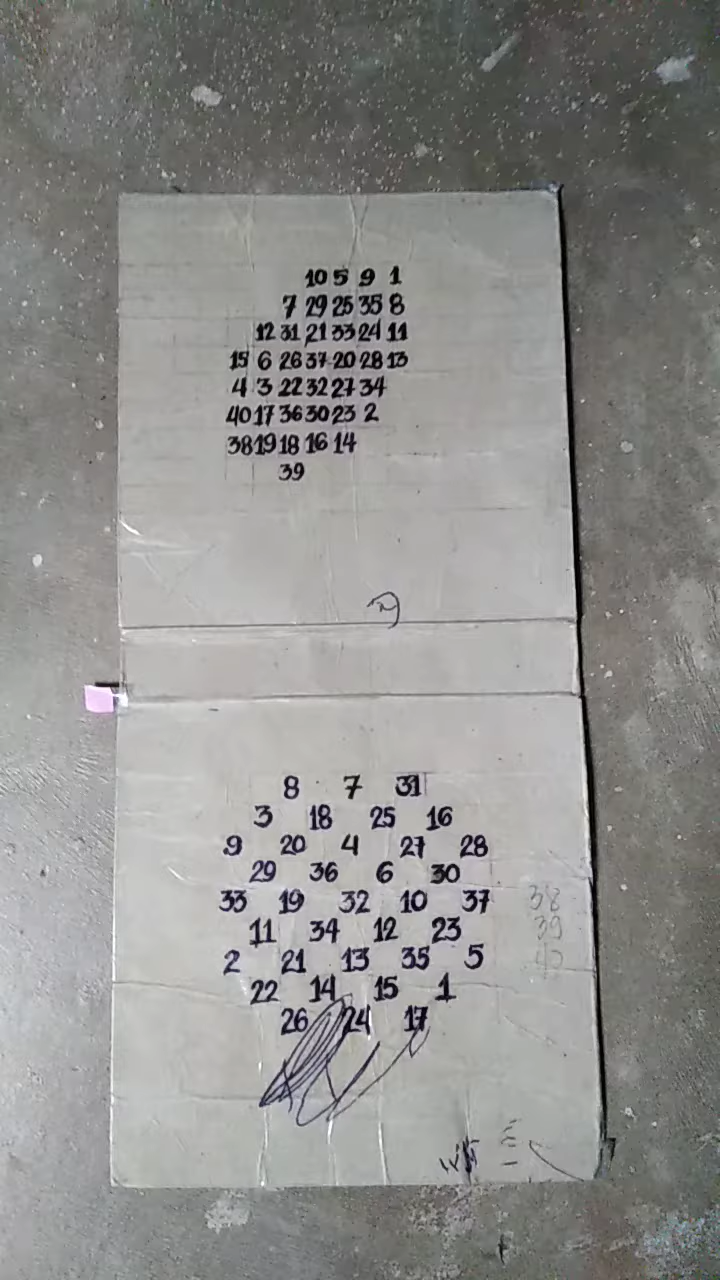 10 5 9 1
7 29 25 35 8
12 31 21 33 24 11
15 6 26 37 20 28 13
4 3 22 32 27 34
40 17 36 30 23 2
38 19 18 16 14
39
8 7 31
3 18 25 16
9 20 4 27 28
29 36 6 30
33 19 32 10 37
38
11 34 12 23
39
2 21 13 35 5
22 14 15 1
26 24 17